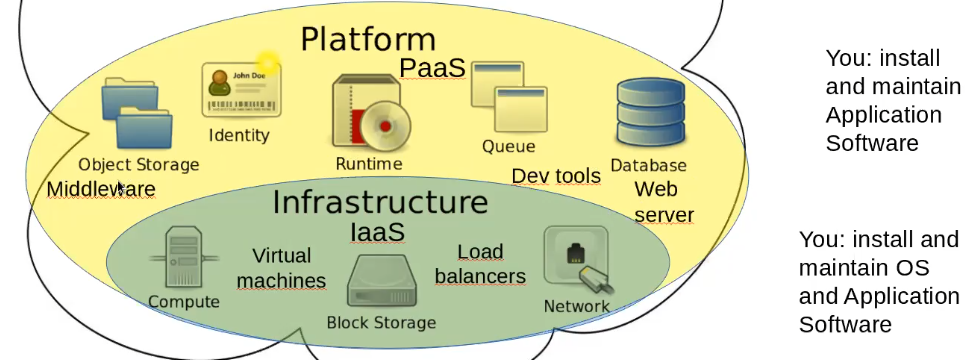 Platform
PaaS
John Doe
Identity
Object Storage
Middleware
Runtime
Queue
Dev tools
Database
Web
server
You: install
and maintain
Application
Software
Infrastructure
IaaS
Compute
Virtual
machines
Block Storage
Load
balancers
Network
You: install and
maintain OS
and Application
Software